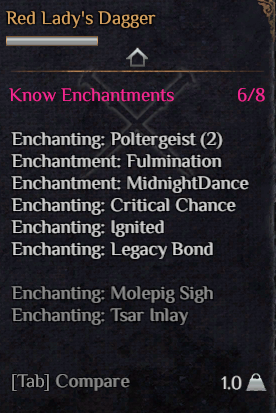 Red Lady's Dagger
Know Enchantments 6/8
Enchanting: Poltergeist (2)
Enchantment: Fulmination
Enchantment: MidnightDance
Enchanting: Critical Chance
Enchanting: Ignited
Enchanting: Legacy Bond
Enchanting: Molepig Sigh
Enchanting: Tsar Inlay
[Tab] Compare 1.0